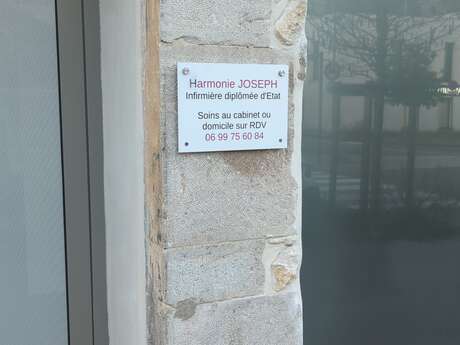 Harmonie JOSEPH
Infirmière diplômée d'Etat
Soins au cabinet ou
domicile sur RDV
06 99 75 60 84